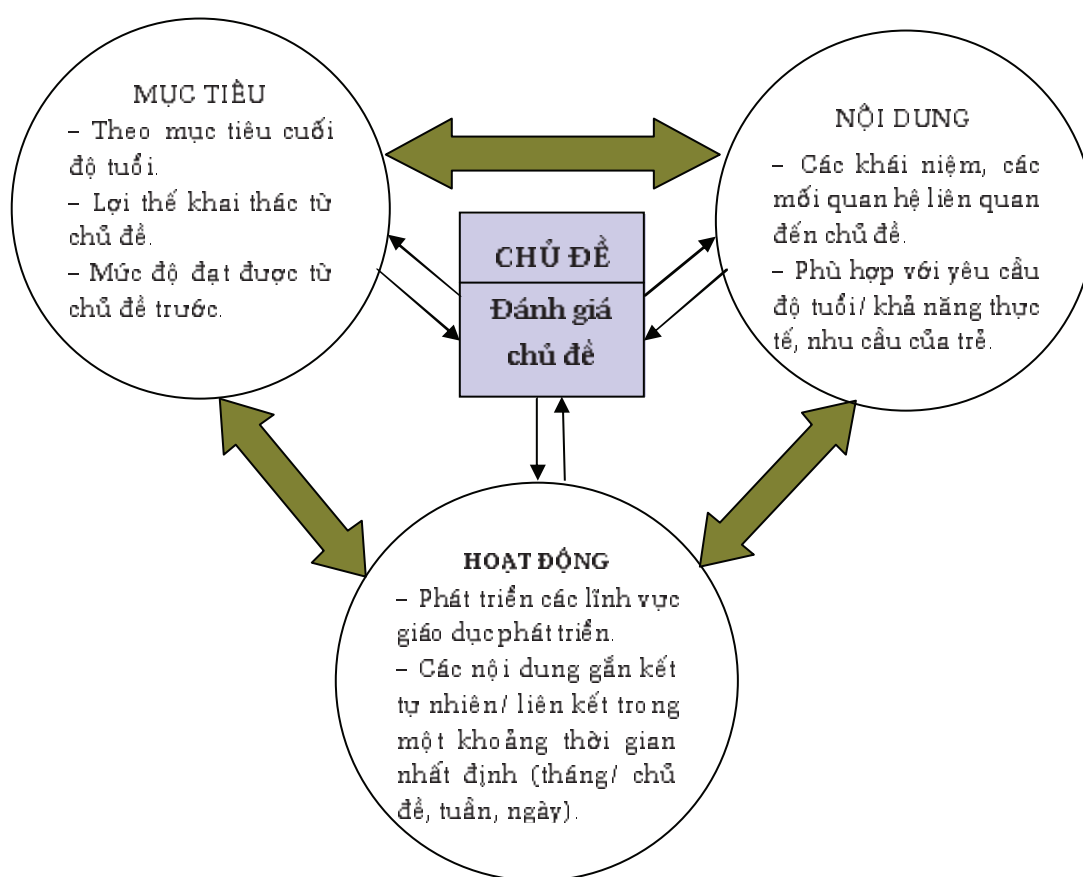 MỤC TIÊU
– Theo mục tiêu cuối
độ tuổi.
– Lợi thế khai thác từ
chủ đề.
– Mức độ đạt được từ
chủ đề trước.
NỘI DUNG
– Các khái niệm, các
mối quan hệ liên quan
đến chủ đề.
– Phù hợp với yêu cầu
độ tuổi/ khả năng thực
tế, nhu cầu của trẻ.
CHỦ ĐỀ
Đánh giá
chủ đề
HOẠT ĐỘNG
– Phát triển các lĩnh vực
giáo dục phát triển.
– Các nội dung gắn kết
tự nhiên/ liên kết trong
một khoảng thời gian
nhất định (tháng/ chủ
đề, tuần, ngày).